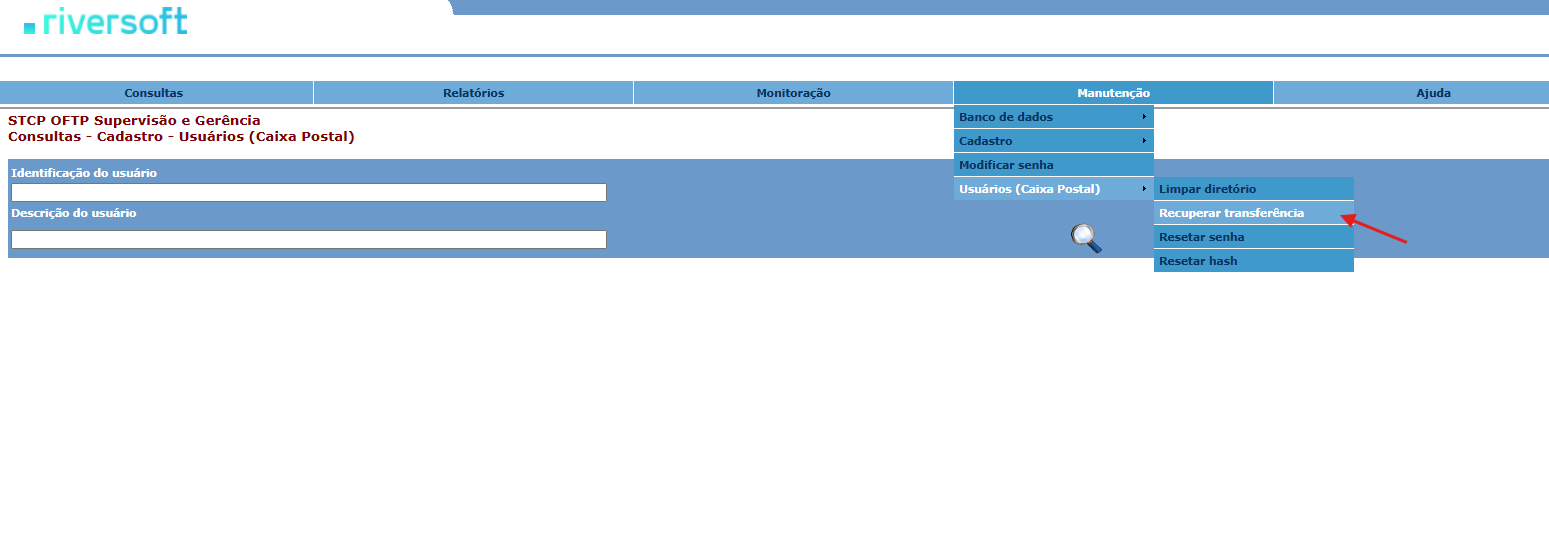 riversoft
Consultas
Relatórios
Monitoração
Manutenção
Ajuda
STCP OFTP Supervisão e Gerência
Consultas - Cadastro - Usuários (Caixa Postal)
Banco de dados
Cadastro
Modificar senha
Usuários (Caixa Postal)
Limpar diretório
Recuperar transferência
Resetar senha
Resetar hash
Identificação do usuário
Descrição do usuário